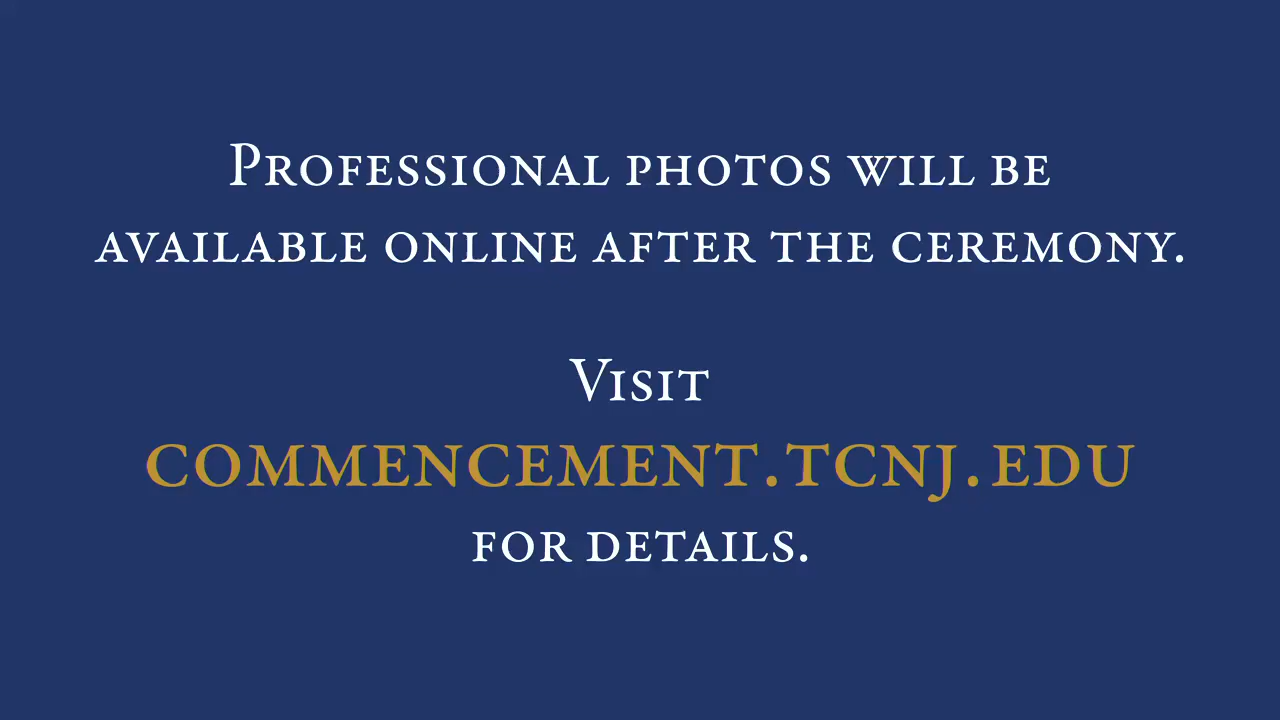 Professional photos will be
available online after the ceremony.
Visit
commencement.tcnj.edu
for details.